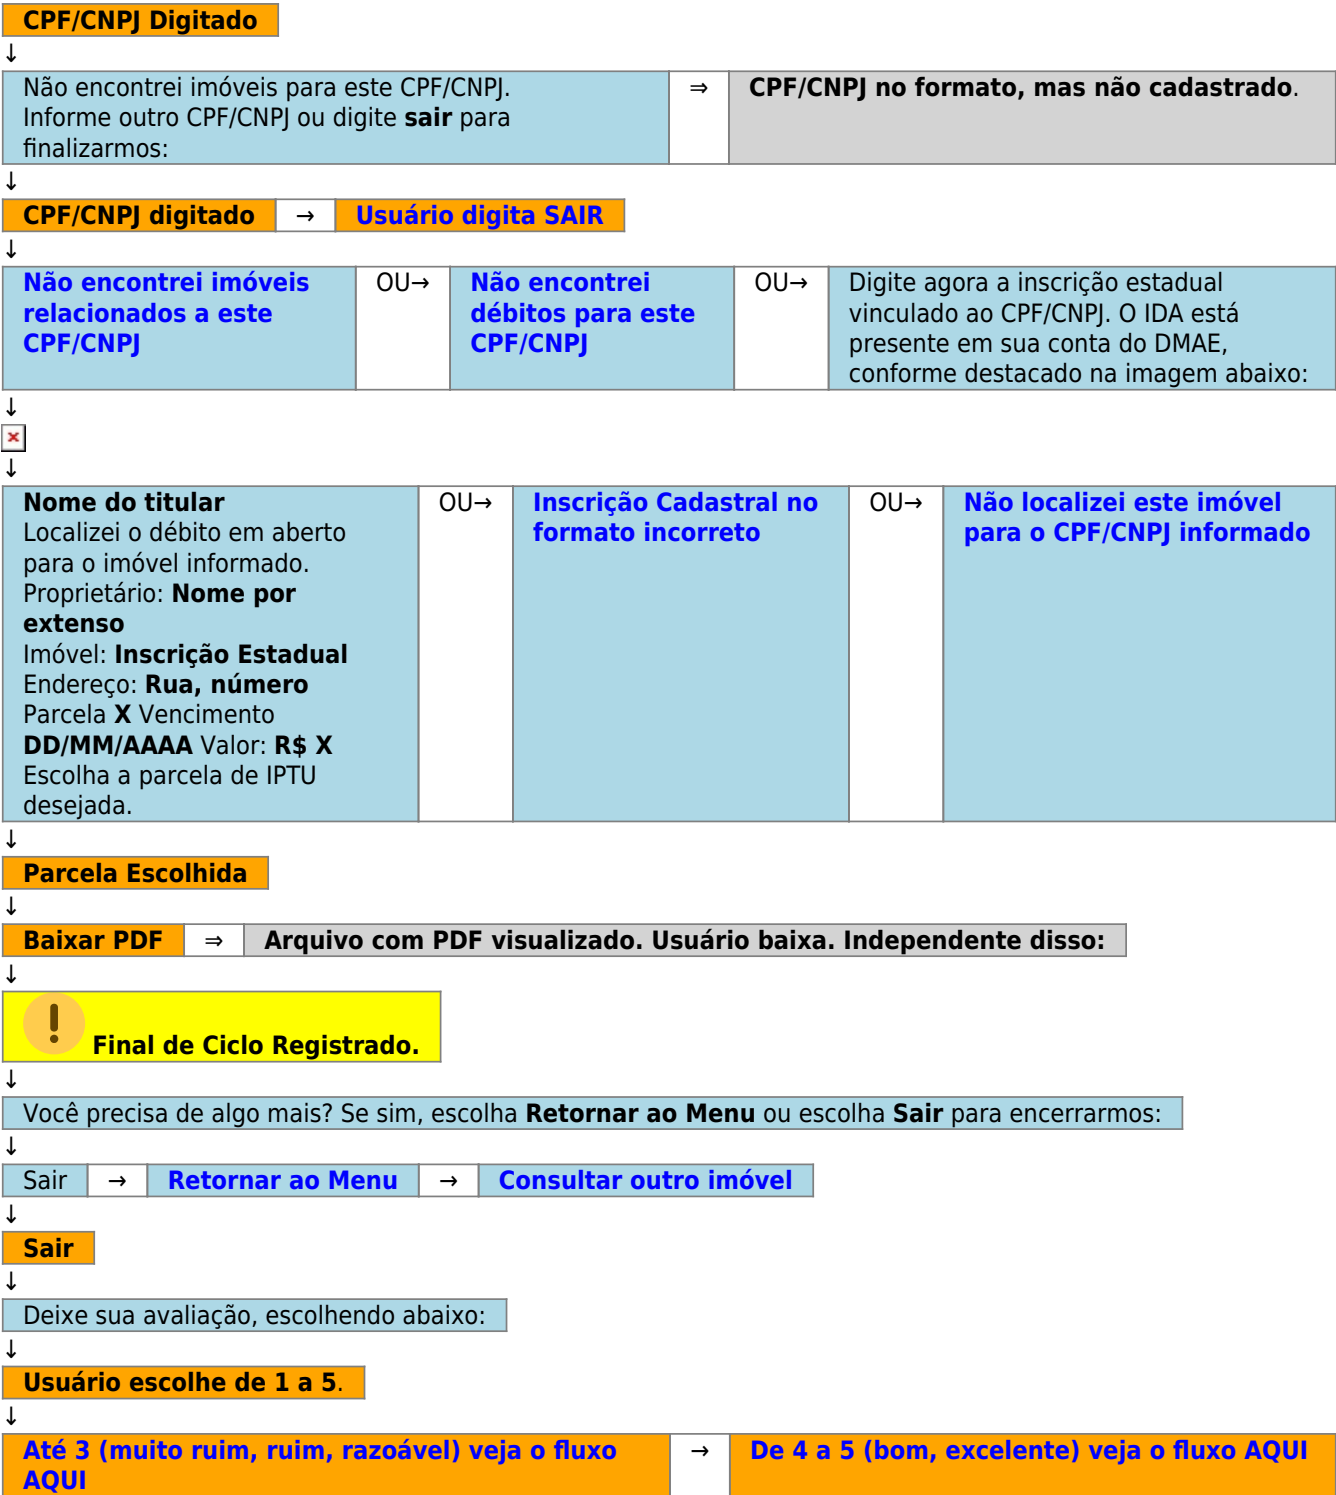 CPF/CNPJ Digitado
↓
Não encontrei imóveis para este CPF/CNPJ.
Informe outro CPF/CNPJ ou digite sair para
finalizarmos:
⇒
CPF/CNPJ no formato, mas não cadastrado.
↓
CPF/CNPJ digitado → Usuário digita SAIR
↓
Não encontrei imóveis
relacionados a este
CPF/CNPJ
OU→
Não encontrei
débitos para este
CPF/CNPJ
OU→
Digite agora a inscrição estadual
vinculado ao CPF/CNPJ. O IDA está
presente em sua conta do DMAE,
conforme destacado na imagem abaixo:
↓
↓
Nome do titular
Localizei o débito em aberto
para o imóvel informado.
Proprietário: Nome por
extenso
Imóvel: Inscrição Estadual
Endereço: Rua, número
Parcela X Vencimento
DD/MM/AAAA Valor: R$ X
Escolha a parcela de IPTU
desejada.
OU→
Inscrição Cadastral no
formato incorreto
OU→
Não localizei este imóvel
para o CPF/CNPJ informado
↓
Parcela Escolhida
↓
Baixar PDF ⇒ Arquivo com PDF visualizado. Usuário baixa. Independente disso:
↓
Final de Ciclo Registrado.
↓
Você precisa de algo mais? Se sim, escolha Retornar ao Menu ou escolha Sair para encerrarmos:
↓
Sair → Retornar ao Menu → Consultar outro imóvel
↓
Sair
↓
Deixe sua avaliação, escolhendo abaixo:
↓
Usuário escolhe de 1 a 5.
↓
Até 3 (muito ruim, ruim, razoável) veja o fluxo
AQUI
→
De 4 a 5 (bom, excelente) veja o fluxo AQUI